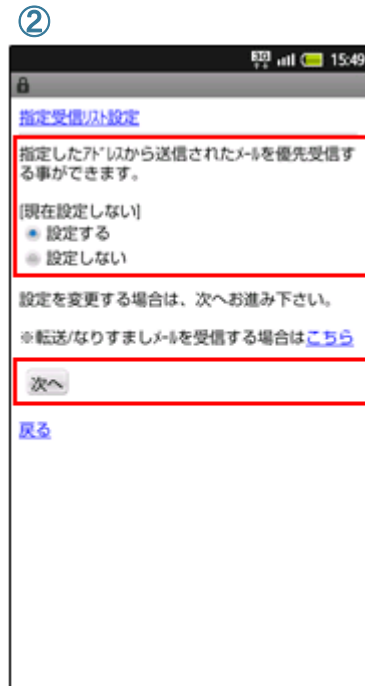 ②
3G 15:49
指定受信ﾘｽﾄ設定
指定したｱﾄﾞﾚｽから送信されたﾒｰﾙを優先受信す
る事ができます。
[現在設定しない]
設定する
設定しない
設定を変更する場合は、次へお進み下さい。
※転送/なりすましﾒｰﾙを受信する場合はこちら
次へ
戻る